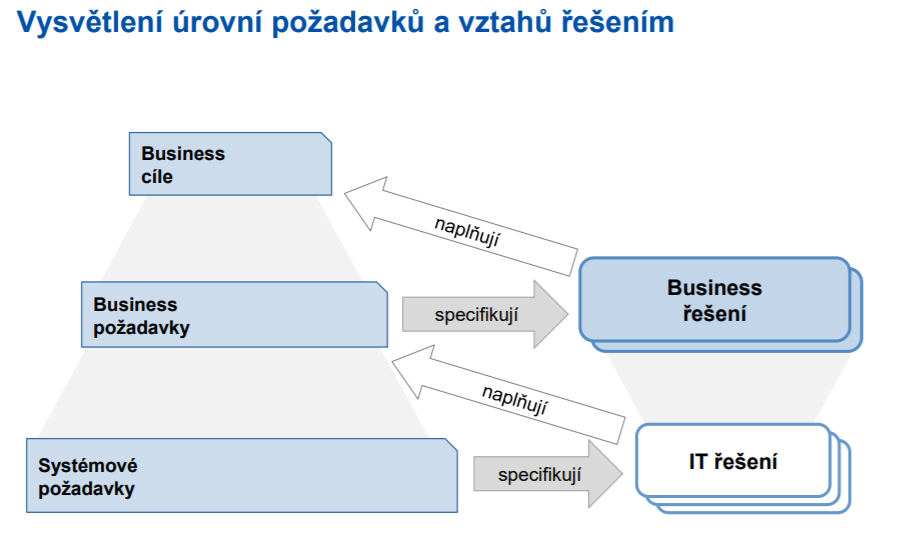 Vysvětlení úrovní požadavků a vztahů řešením
Business
cíle
naplňují
Business
požadavky
specifikují
Business
řešení
naplňují
Systémové
požadavky
specifikují
IT řešení